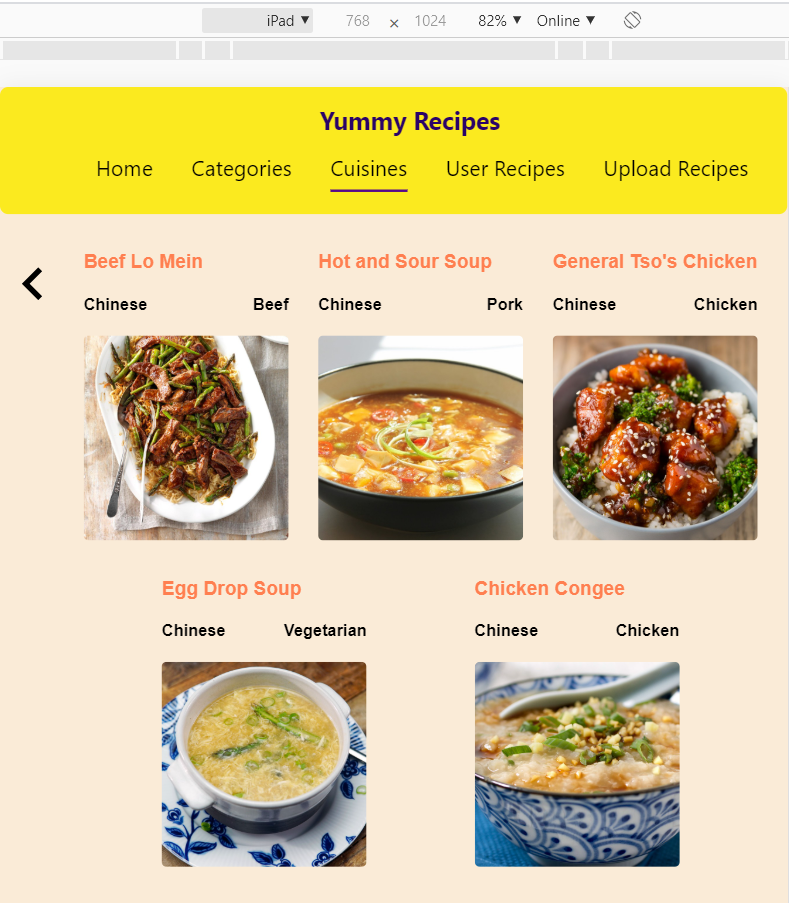 iPad ▼ 768 × 1024 82% ▼ Online ▼
Yummy Recipes
Home Categories Cuisines User Recipes Upload Recipes
Beef Lo Mein Hot and Sour Soup General Tso's Chicken
Chinese Beef Chinese Pork Chinese Chicken
Egg Drop Soup Chicken Congee
Chinese Vegetarian Chinese Chicken